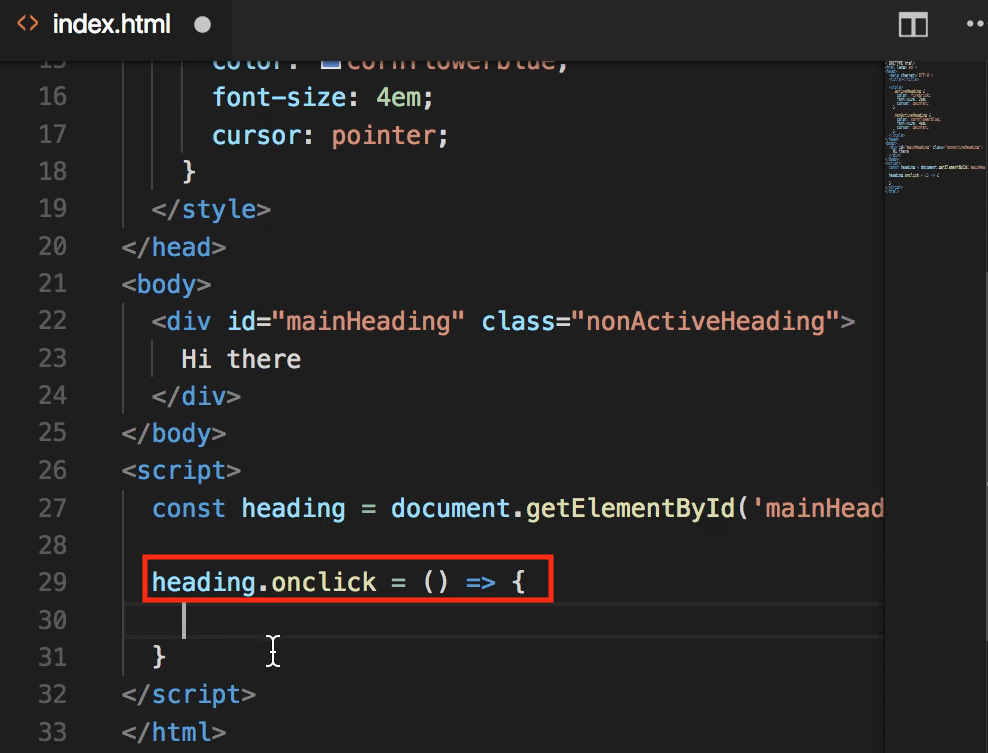 <> index.html
15 color: cornflowerblue;
16 font-size: 4em;
17 cursor: pointer;
18 }
19 </style>
20 </head>
21 <body>
22 <div id="mainHeading" class="nonActiveHeading">
23 Hi there
24 </div>
25 </body>
26 <script>
27 const heading = document.getElementById('mainHead
28
29 heading.onclick = () => {
30
31 }
32 </script>
33 </html>